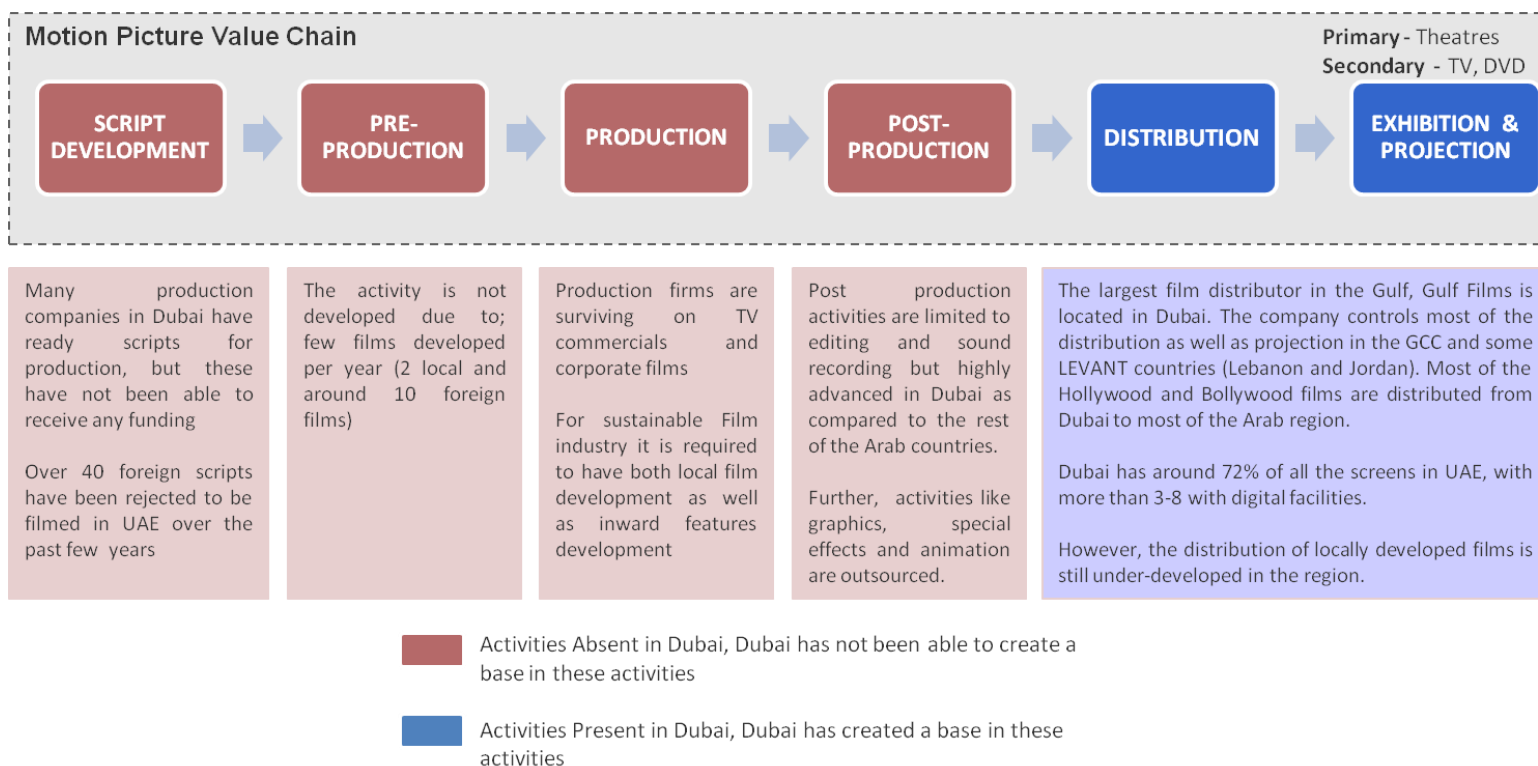 Motion Picture Value Chain
Primary - Theatres
Secondary - TV, DVD
SCRIPT
DEVELOPMENT
PRE-
PRODUCTION
PRODUCTION
POST-
PRODUCTION
DISTRIBUTION
EXHIBITION &
PROJECTION
Many production
companies in Dubai have
ready scripts for
production, but these
have not been able to
receive any funding
Over 40 foreign scripts
have been rejected to be
filmed in UAE over the
past few years
The activity is not
developed due to;
few films developed
per year (2 local and
around 10 foreign
films)
Production firms are
surviving on TV
commercials and
corporate films
For sustainable Film
industry it is required
to have both local film
development as well
as inward features
development
Post production
activities are limited to
editing and sound
recording but highly
advanced in Dubai as
compared to the rest
of the Arab countries.
Further, activities like
graphics, special
effects and animation
are outsourced.
The largest film distributor in the Gulf, Gulf Films is
located in Dubai. The company controls most of the
distribution as well as projection in the GCC and some
LEVANT countries (Lebanon and Jordan). Most of the
Hollywood and Bollywood films are distributed from
Dubai to most of the Arab region.
Dubai has around 72% of all the screens in UAE, with
more than 3-8 with digital facilities.
However, the distribution of locally developed films is
still under-developed in the region.
Activities Absent in Dubai, Dubai has not been able to create a
base in these activities
Activities Present in Dubai, Dubai has created a base in these
activities